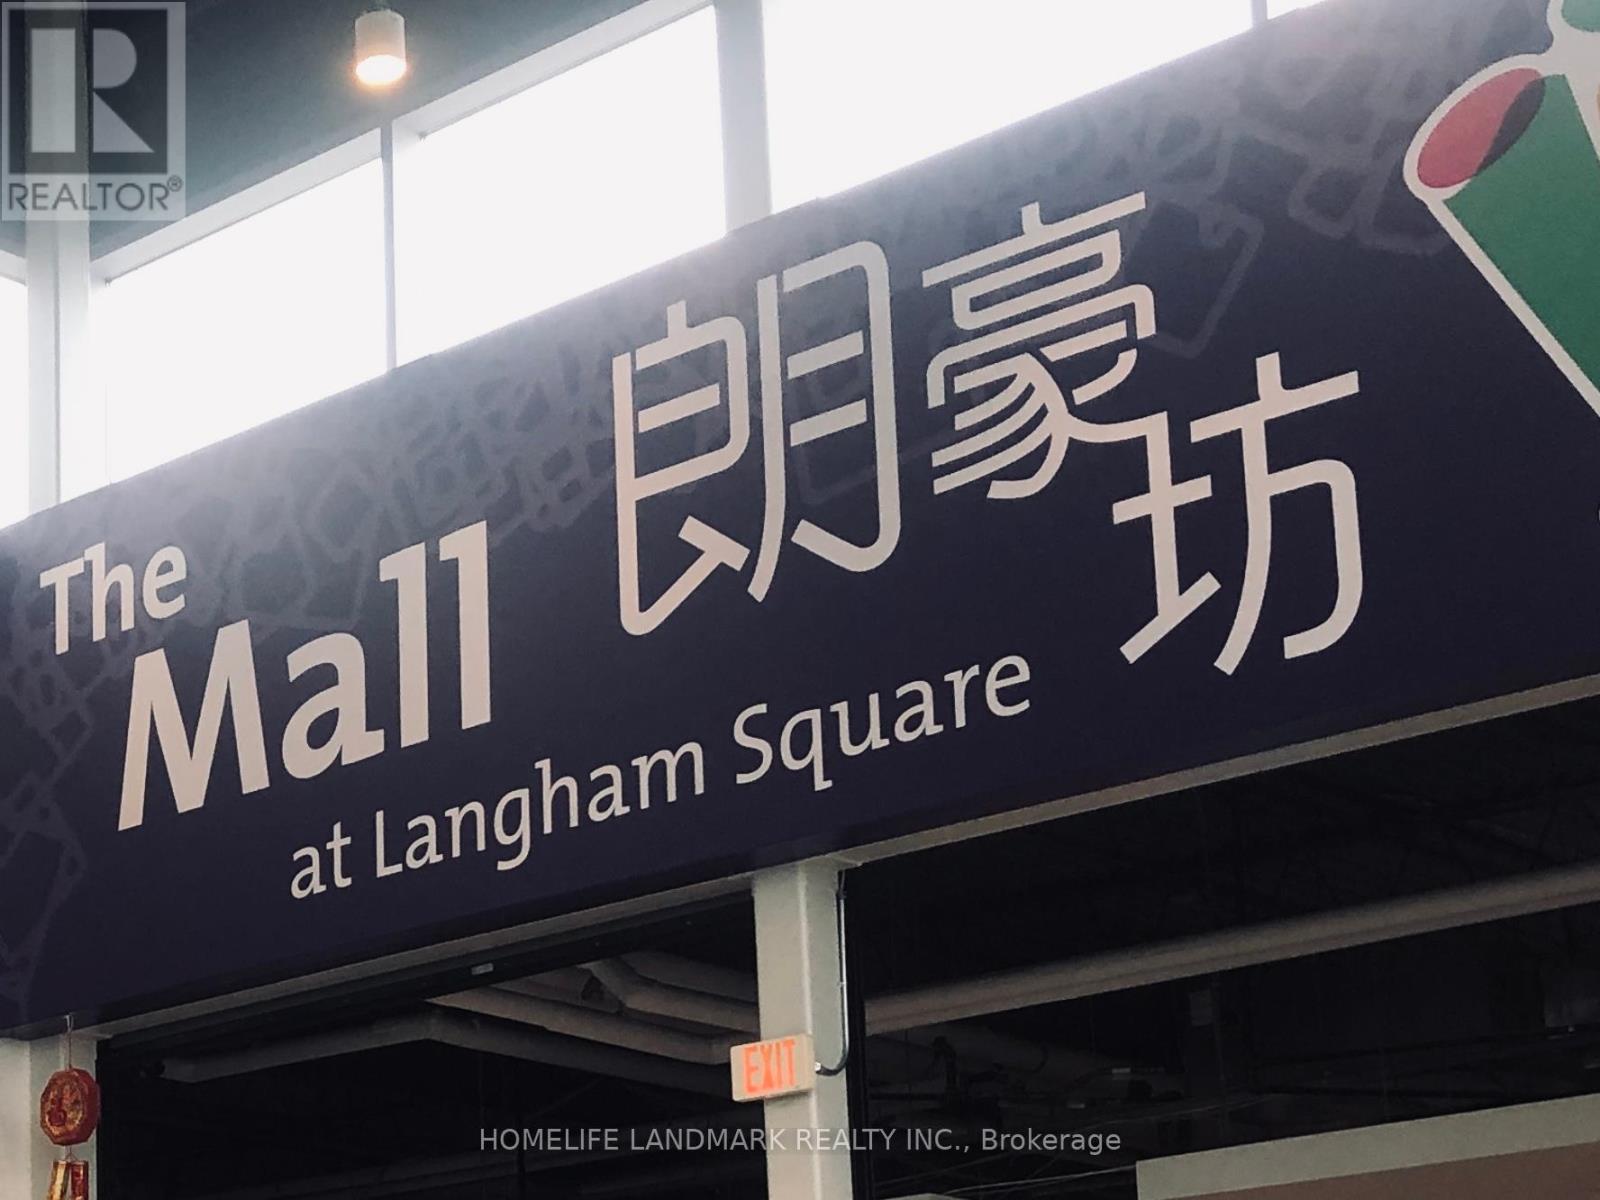 REALTOR®
The
Mall
朗豪坊
at Langham Square
EXIT
HOMELIFE LANDMARK REALTY INC., Brokerage